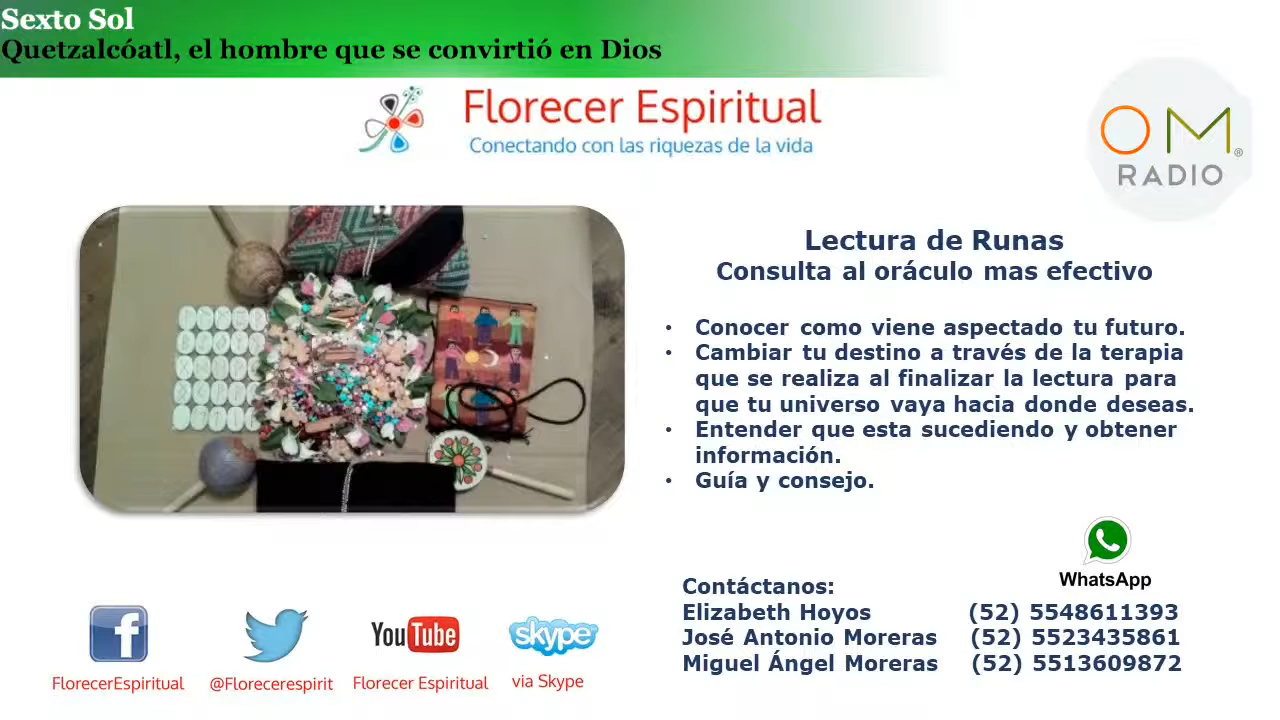 Sexto Sol
Quetzalcóatl, el hombre que se convirtió en Dios
Florecer Espiritual
Conectando con las riquezas de la vida
OM®
RADIO
Lectura de Runas
Consulta al oráculo mas efectivo
• Conocer como viene aspectado tu futuro.
• Cambiar tu destino a través de la terapia
que se realiza al finalizar la lectura para
que tu universo vaya hacia donde deseas.
• Entender que esta sucediendo y obtener
información.
• Guía y consejo.
WhatsApp
Contáctanos:
Elizabeth Hoyos (52) 5548611393
José Antonio Moreras (52) 5523435861
Miguel Ángel Moreras (52) 5513609872
f
YouTube
skype
FlorecerEspiritual
@Florecerespirit
Florecer Espiritual
via Skype